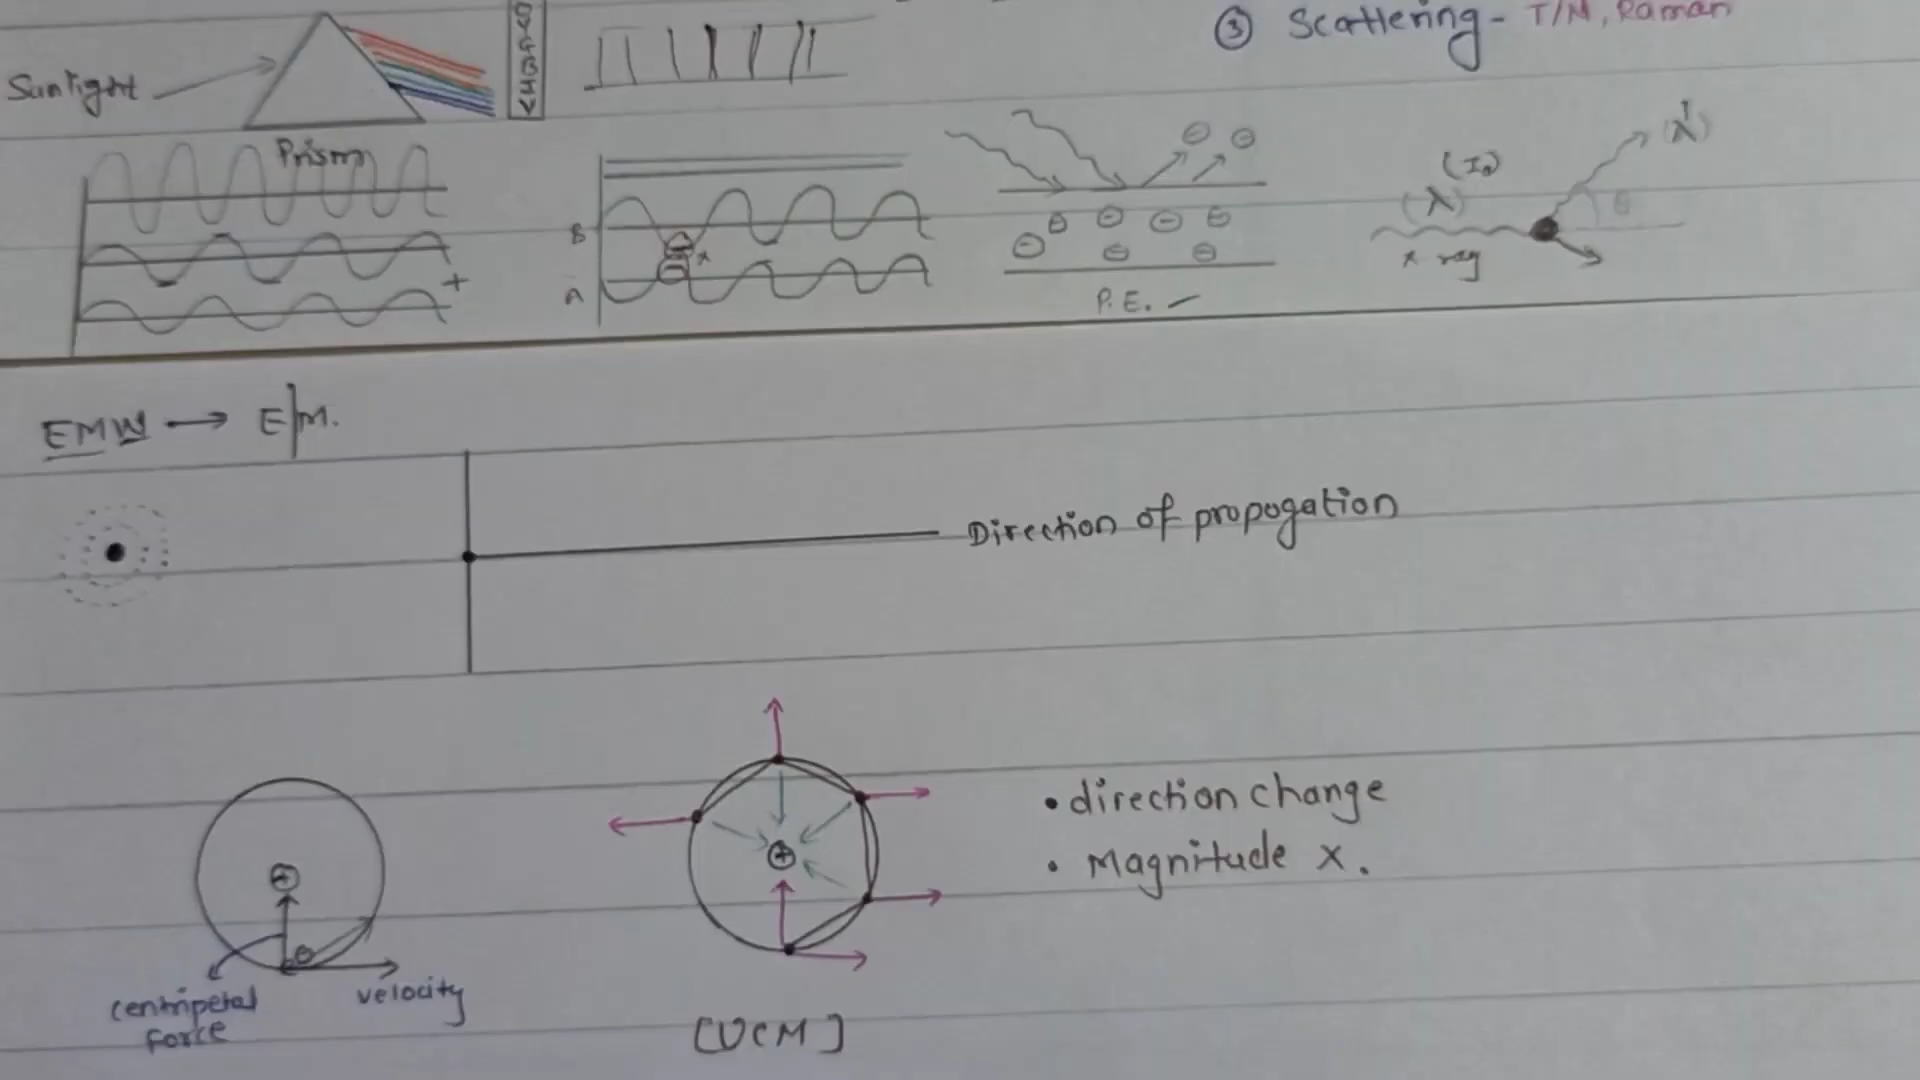 ③ Scattering - T/M, Raman
Sunlight
VIBGYOR
Prism
+
B
A
x
P.E.
(λ)
(I₀)
x ray
(λ')
θ
EMW → E/M.
Direction of propogation
centripetal
force
velocity
• direction change
• Magnitude x.
[UCM]